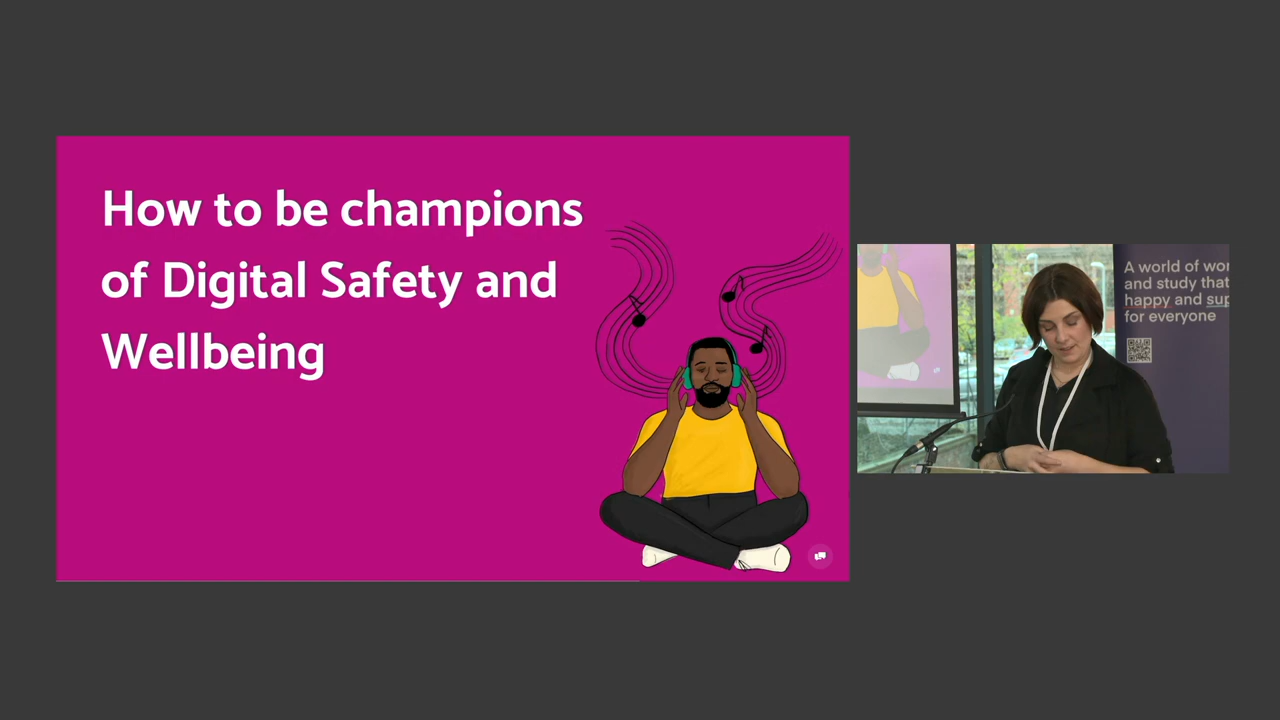 How to be champions
of Digital Safety and
Wellbeing
A world of wor
and study that
happy and sup
for everyone